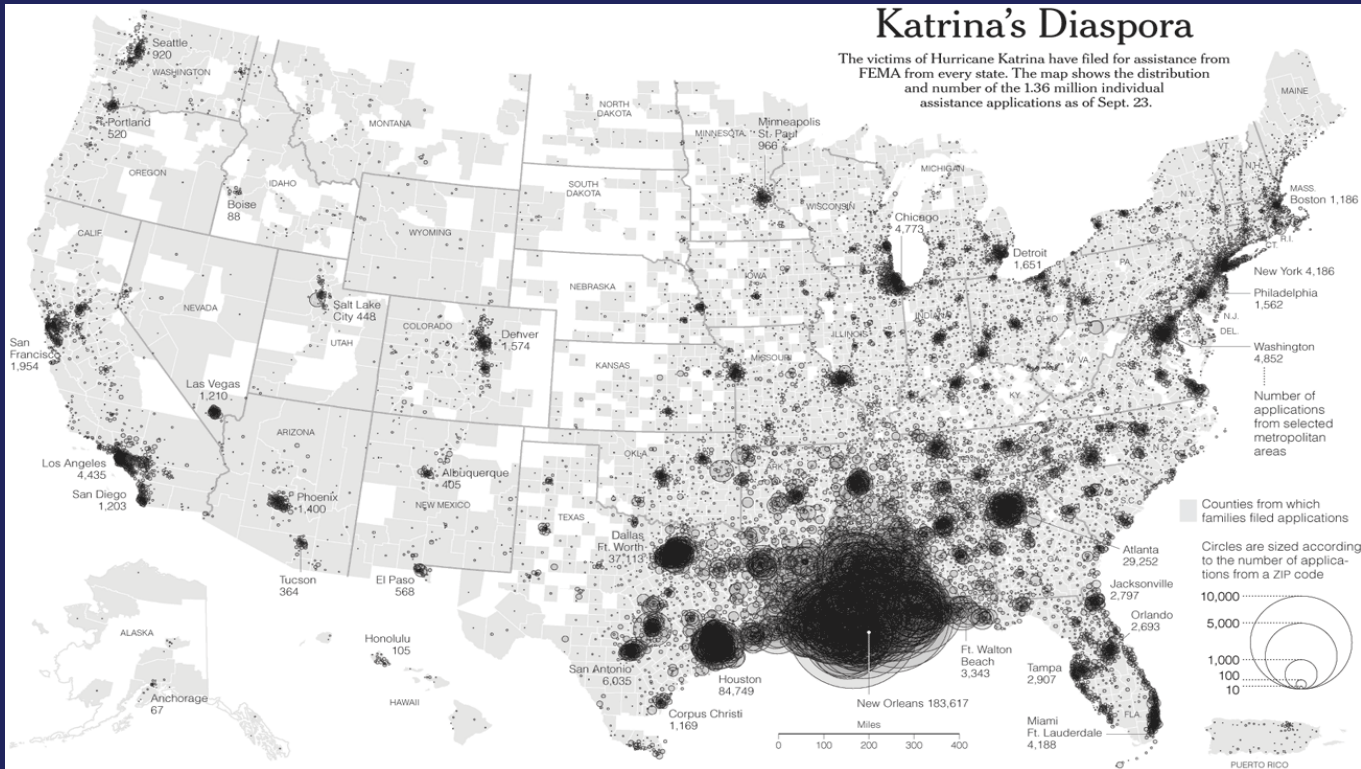 Katrina's Diaspora
The victims of Hurricane Katrina have filed for assistance from
FEMA from every state. The map shows the distribution
and number of the 1.36 million individual
assistance applications as of Sept. 23.
Seattle
920
WASHINGTON
Portland
520
OREGON
MONTANA
IDAHO
Boise
88
NORTH
DAKOTA
SOUTH
DAKOTA
MINNESOTA
Minneapolis
St. Paul
966
WISCONSIN
MICHIGAN
MAINE
VT.
N.H.
N.Y.
MASS.
Boston 1,186
R.I.
CT.
CALIF
NEVADA
WYOMING
Salt Lake
City 448
UTAH
COLORADO
Denver
1,574
NEBRASKA
KANSAS
IOWA
ILLINOIS
MISSOURI
Chicago
4,773
INDIANA
Detroit
1,651
OHIO
PA.
New York 4,186
Philadelphia
1,562
N.J.
DEL.
W. VA.
KY.
Washington
4,852
Number of
applications
from selected
metropolitan
areas
San
Francisco
1,954
Las Vegas
1,210
Los Angeles
4,435
San Diego
1,203
ARIZONA
Phoenix
1,400
Tucson
364
Albuquerque
405
NEW MEXICO
El Paso
568
OKLA.
ARK.
TEXAS
Dallas
Ft. Worth
37,113
San Antonio
6,035
Houston
84,749
Corpus Christi
1,169
New Orleans 183,617
Ft. Walton
Beach
3,343
S.C.
Atlanta
29,252
Jacksonville
2,797
Orlando
2,693
Tampa
2,907
FLA.
Miami
Ft. Lauderdale
4,188
Counties from which
families filed applications
Circles are sized according
to the number of applica-
tions from a ZIP code
10,000
5,000
1,000
100
10
Miles
0 100 200 300 400
ALASKA
Anchorage
67
Honolulu
105
HAWAII
PUERTO RICO